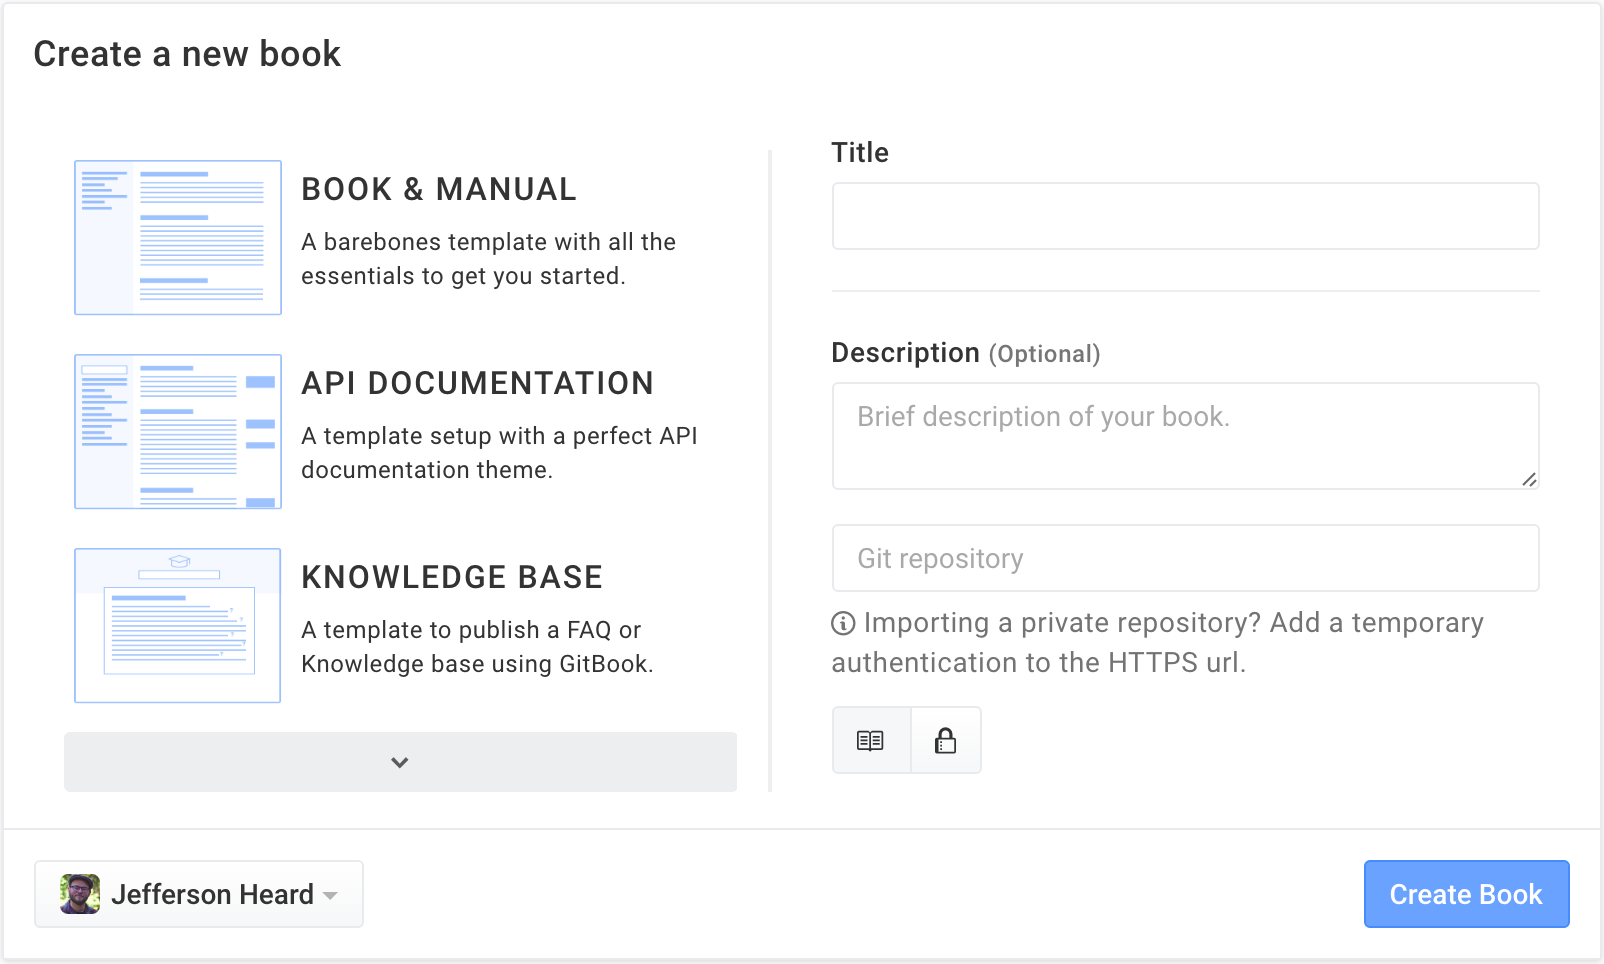 Create a new book
BOOK & MANUAL
A barebones template with all the
essentials to get you started.
API DOCUMENTATION
A template setup with a perfect API
documentation theme.
KNOWLEDGE BASE
A template to publish a FAQ or
Knowledge base using GitBook.
Title
Description (Optional)
Brief description of your book.
Git repository
Importing a private repository? Add a temporary
authentication to the HTTPS url.
Jefferson Heard
Create Book